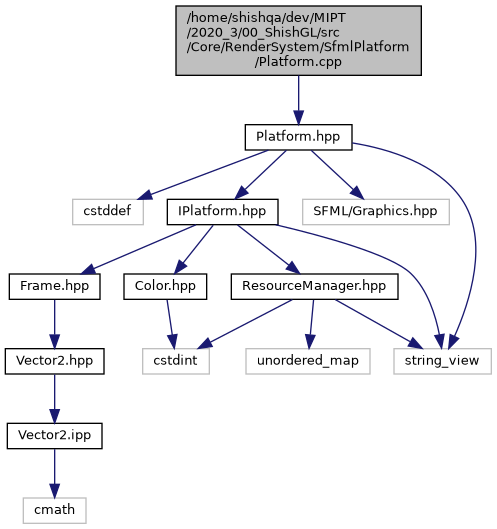 /home/shishqa/dev/MIPT
/2020_3/00_ShishGL/src
/Core/RenderSystem/SfmlPlatform
/Platform.cpp
Platform.hpp
cstddef
IPlatform.hpp
SFML/Graphics.hpp
Frame.hpp
Color.hpp
ResourceManager.hpp
Vector2.hpp
cstdint
unordered_map
string_view
Vector2.ipp
cmath